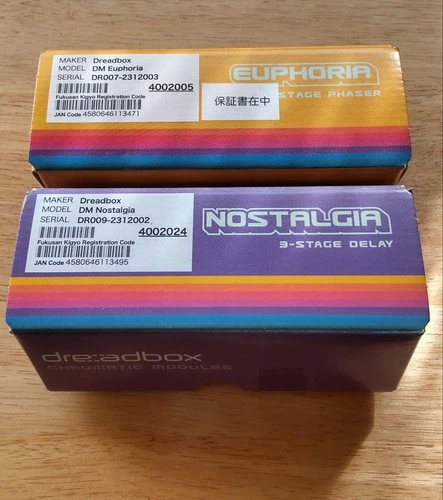 MAKER Dreadbox
MODEL DM Euphoria
SERIAL DR007-2312003
4002005
Fukusan Kigyo Registration Code
JAN Code 4580646113471
保証書在中
EUPHORIA
STAGE PHASER
MAKER Dreadbox
MODEL DM Nostalgia
SERIAL DR009-2312002
4002024
Fukusan Kigyo Registration Code
JAN Code 4580646113495
NOSTALGIA
3-STAGE DELAY
dre:adbox
CHROMATIC MODULES